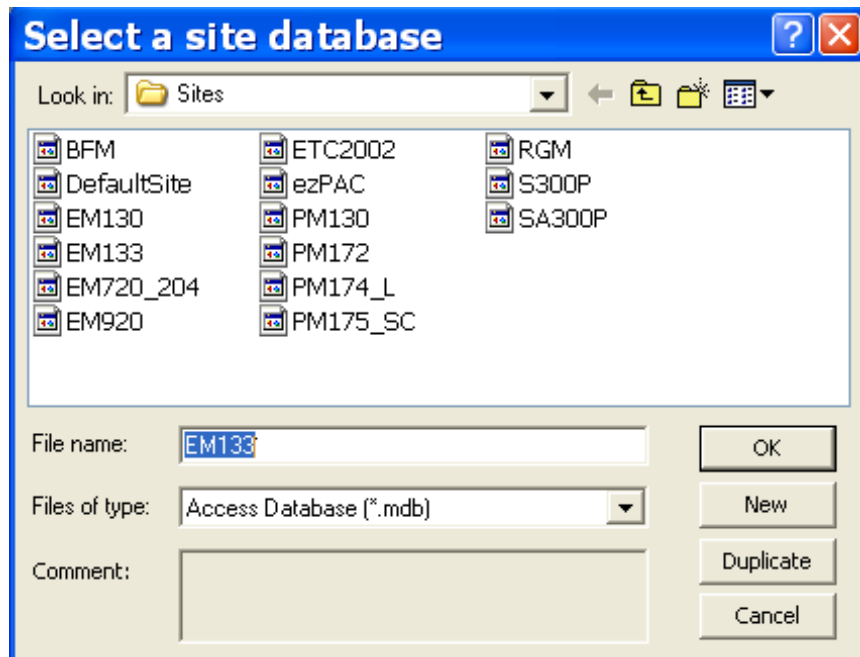 Select a site database
Look in: Sites
BFM ETC2002 RGM
DefaultSite ezPAC S300P
EM130 PM130 SA300P
EM133 PM172
EM720_204 PM174_L
EM920 PM175_SC
File name: EM133 OK
Files of type: Access Database (*.mdb) New
Comment: Duplicate
Cancel